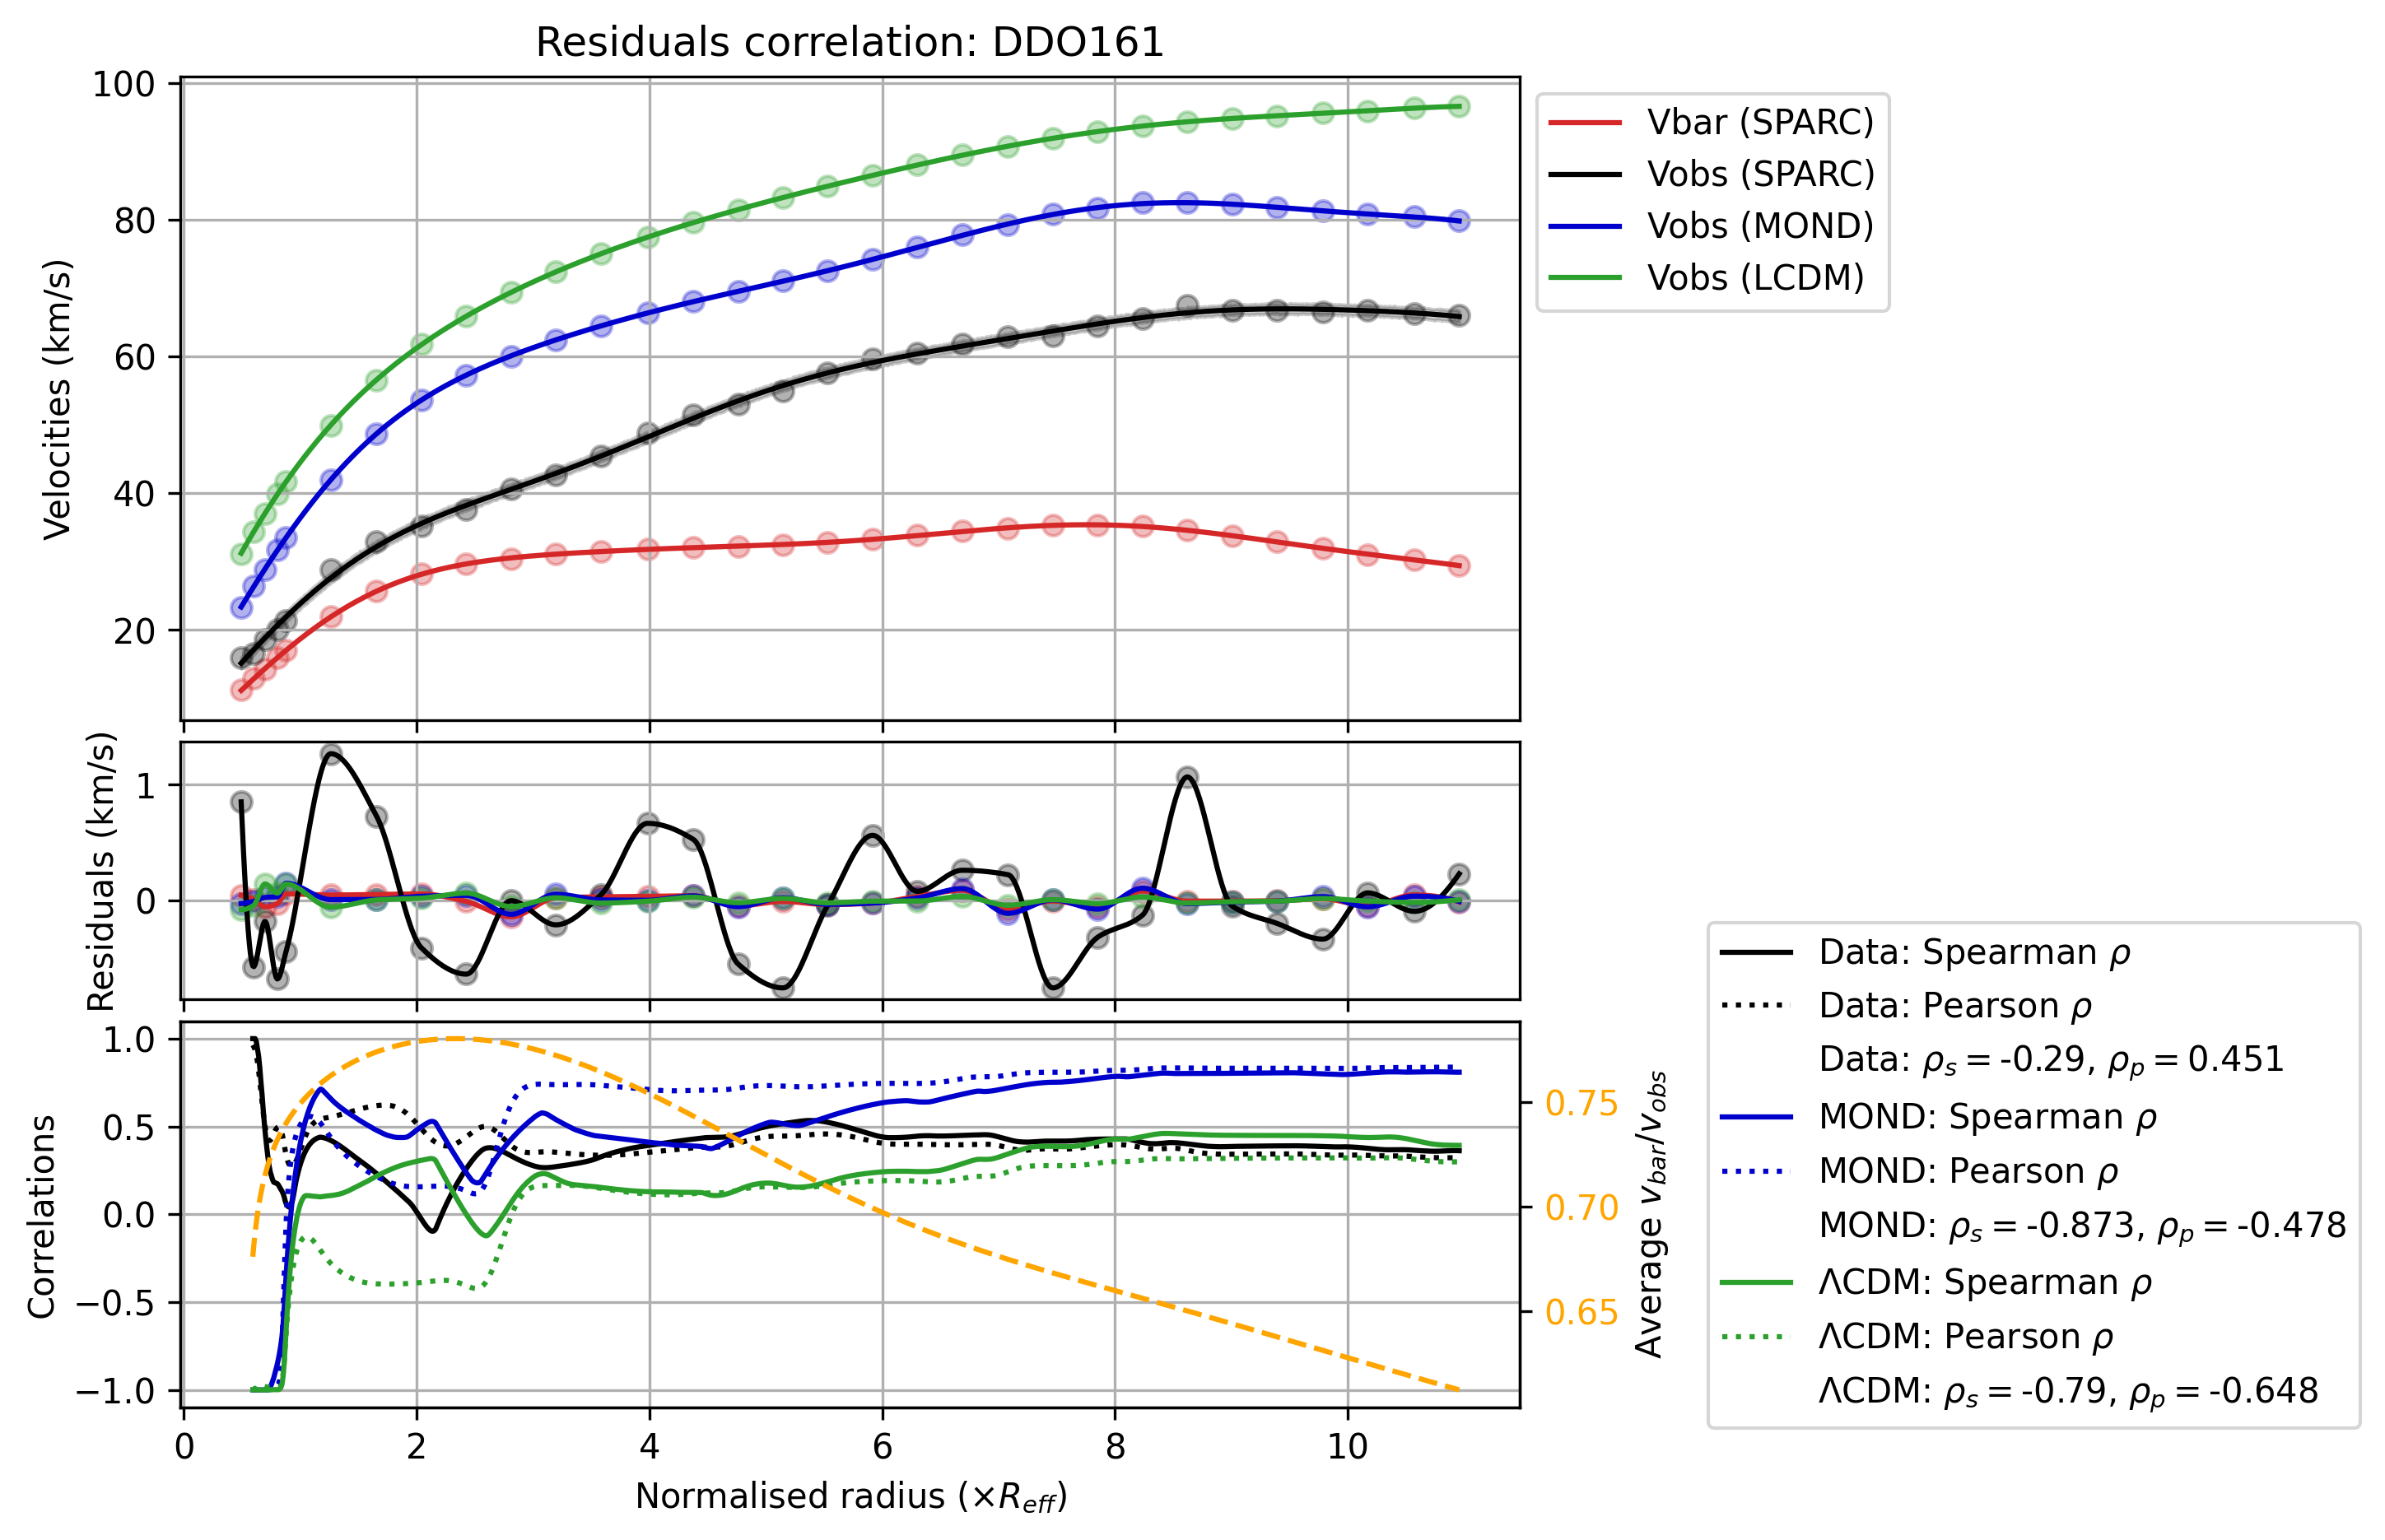 Residuals correlation: DDO161
100
80
60
40
20
Velocities (km/s)
Vbar (SPARC)
Vobs (SPARC)
Vobs (MOND)
Vobs (LCDM)
1
0
Residuals (km/s)
1.0
0.5
0.0
−0.5
−1.0
Correlations
0.75
0.70
0.65
Average v_bar/v_obs
0 2 4 6 8 10
Normalised radius (×R_eff)
Data: Spearman ρ
Data: Pearson ρ
Data: ρ_s = -0.29, ρ_p = 0.451
MOND: Spearman ρ
MOND: Pearson ρ
MOND: ρ_s = -0.873, ρ_p = -0.478
ΛCDM: Spearman ρ
ΛCDM: Pearson ρ
ΛCDM: ρ_s = -0.79, ρ_p = -0.648